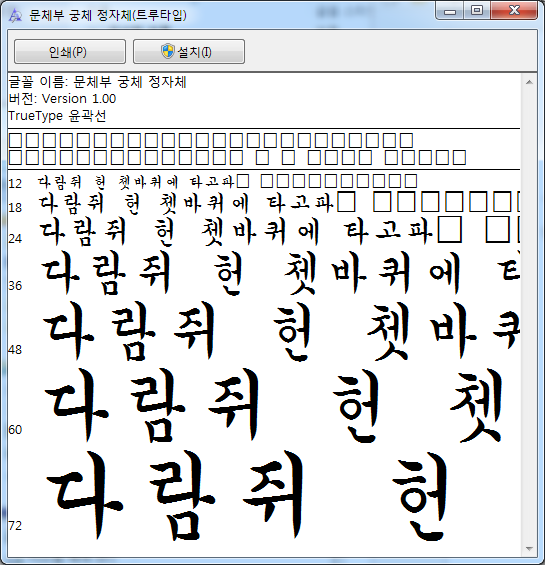 문체부 궁체 정자체(트루타입)
인쇄(P) 설치(I)
글꼴 이름: 문체부 궁체 정자체
버전: Version 1.00
TrueType 윤곽선
12 다람쥐 헌 쳇바퀴에 타고파
18 다람쥐 헌 쳇바퀴에 타고파
24 다람쥐 헌 쳇바퀴에 타고파
36 다람쥐 헌 쳇바퀴에
48 다람쥐 헌 쳇바
60 다람쥐 헌 쳇
72 다람쥐 헌